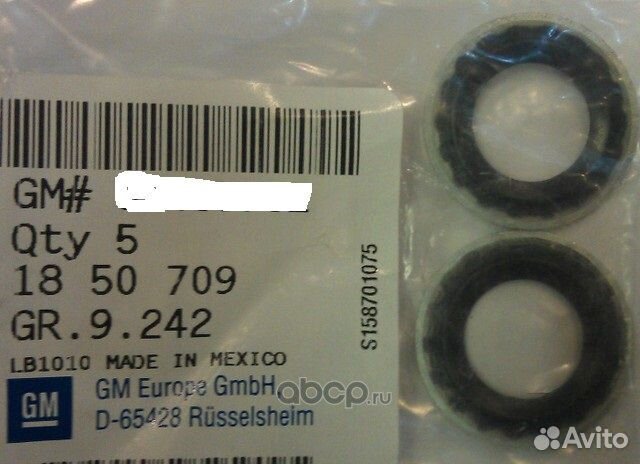 GM#
Qty 5
18 50 709
GR.9.242
LB1010 MADE IN MEXICO
GM
GM Europe GmbH
D-65428 Rüsselsheim
S158701075
abcp.ru
Avito